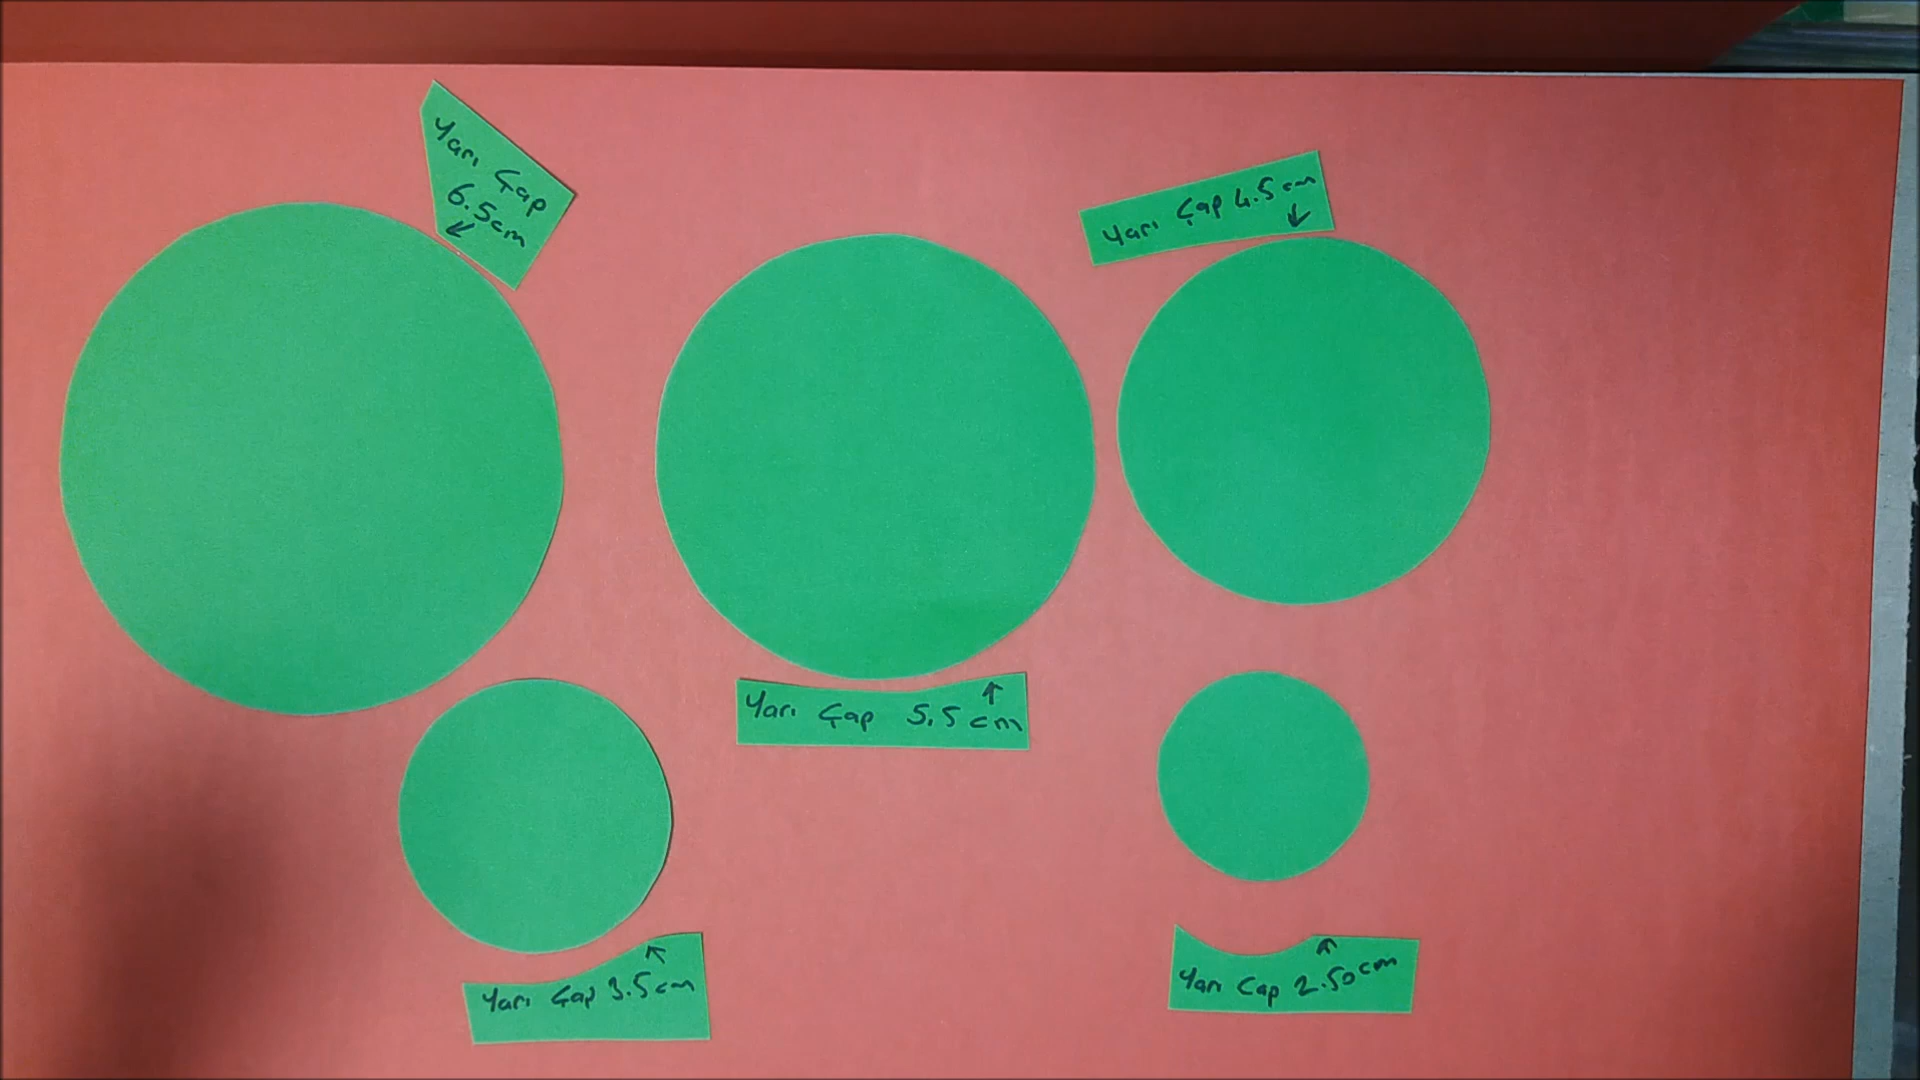 Yarı Çap
6.5cm
Yarı Çap 4.5cm
Yarı Çap 5.5cm
Yarı Çap 3.5cm
Yarı Cap 2.50cm